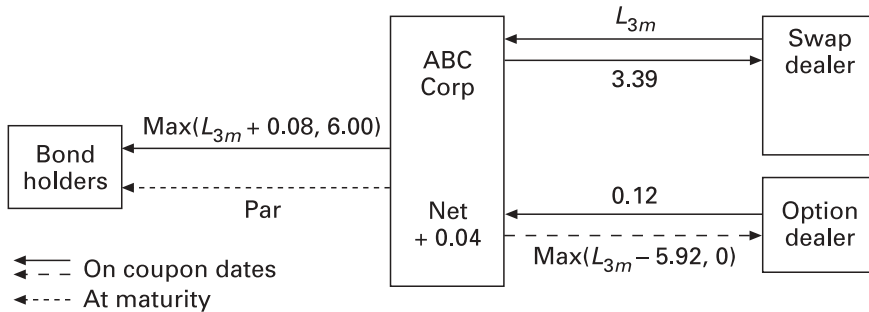 L3m
Swap
dealer
ABC
Corp
3.39
Max(L3m + 0.08, 6.00)
Bond
holders
Par
0.12
Net
+ 0.04
Option
dealer
Max(L3m – 5.92, 0)
On coupon dates
At maturity